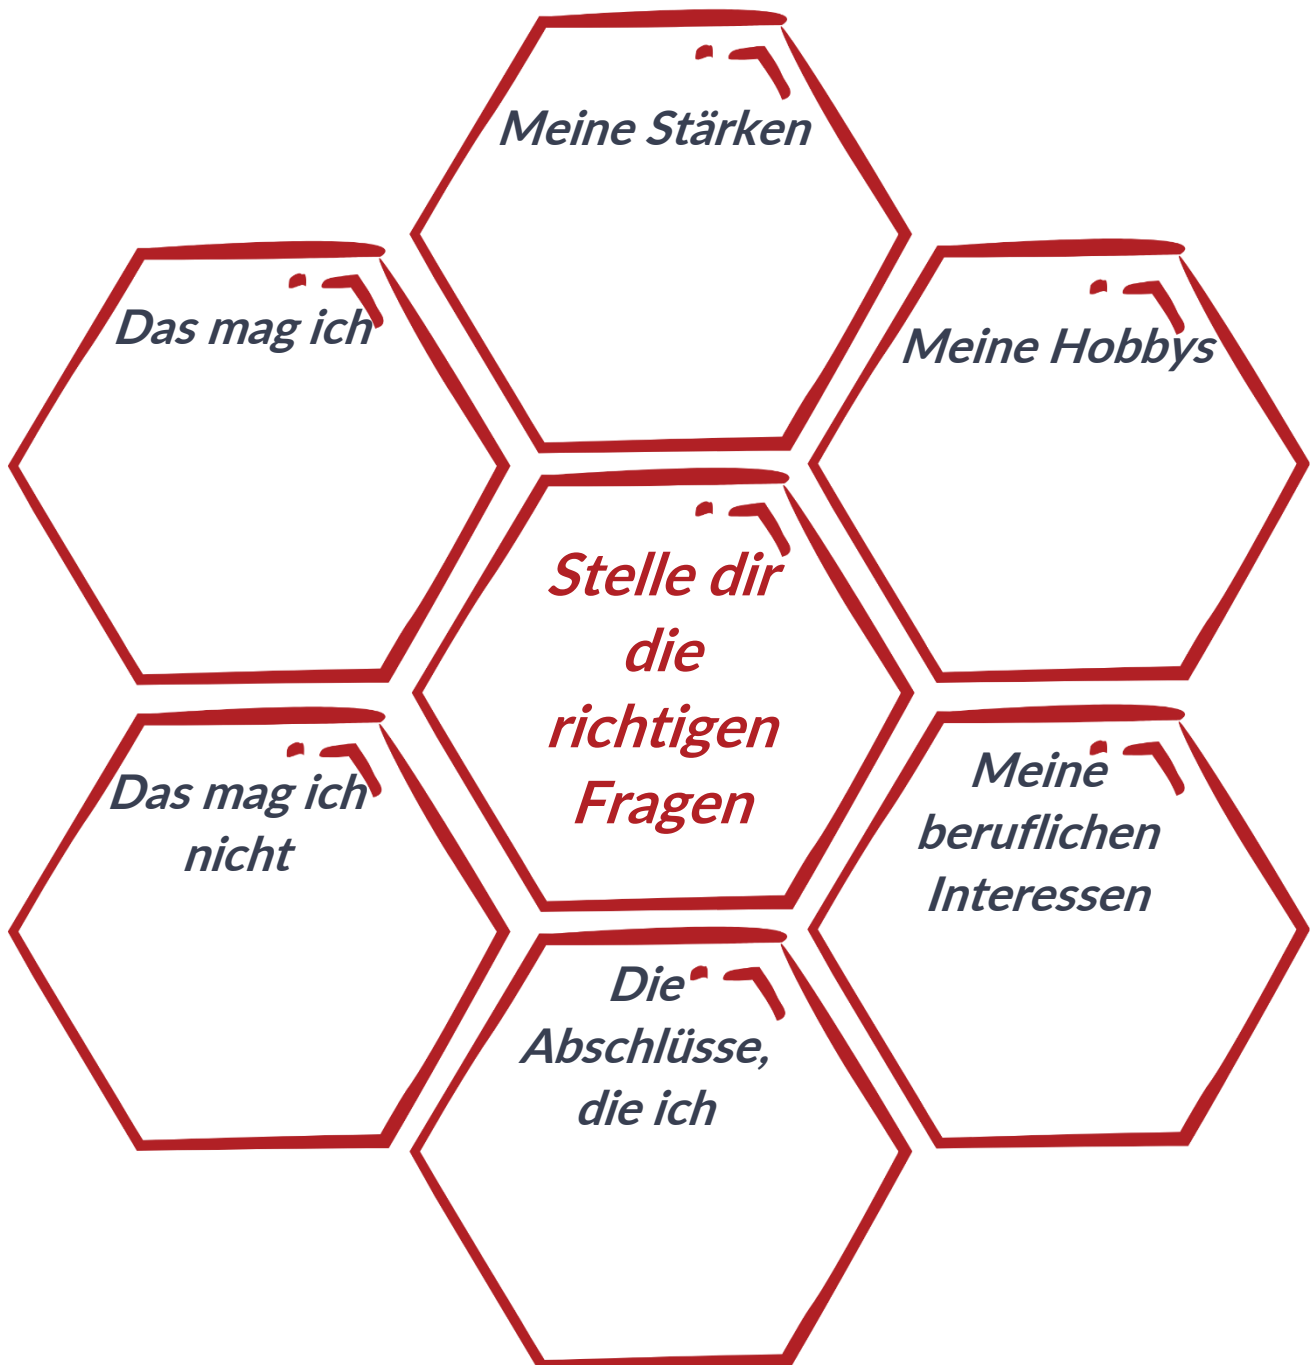 Meine Stärken
Das mag ich
Meine Hobbys
Stelle dir
die
richtigen
Fragen
Das mag ich
nicht
Meine
beruflichen
Interessen
Die
Abschlüsse,
die ich